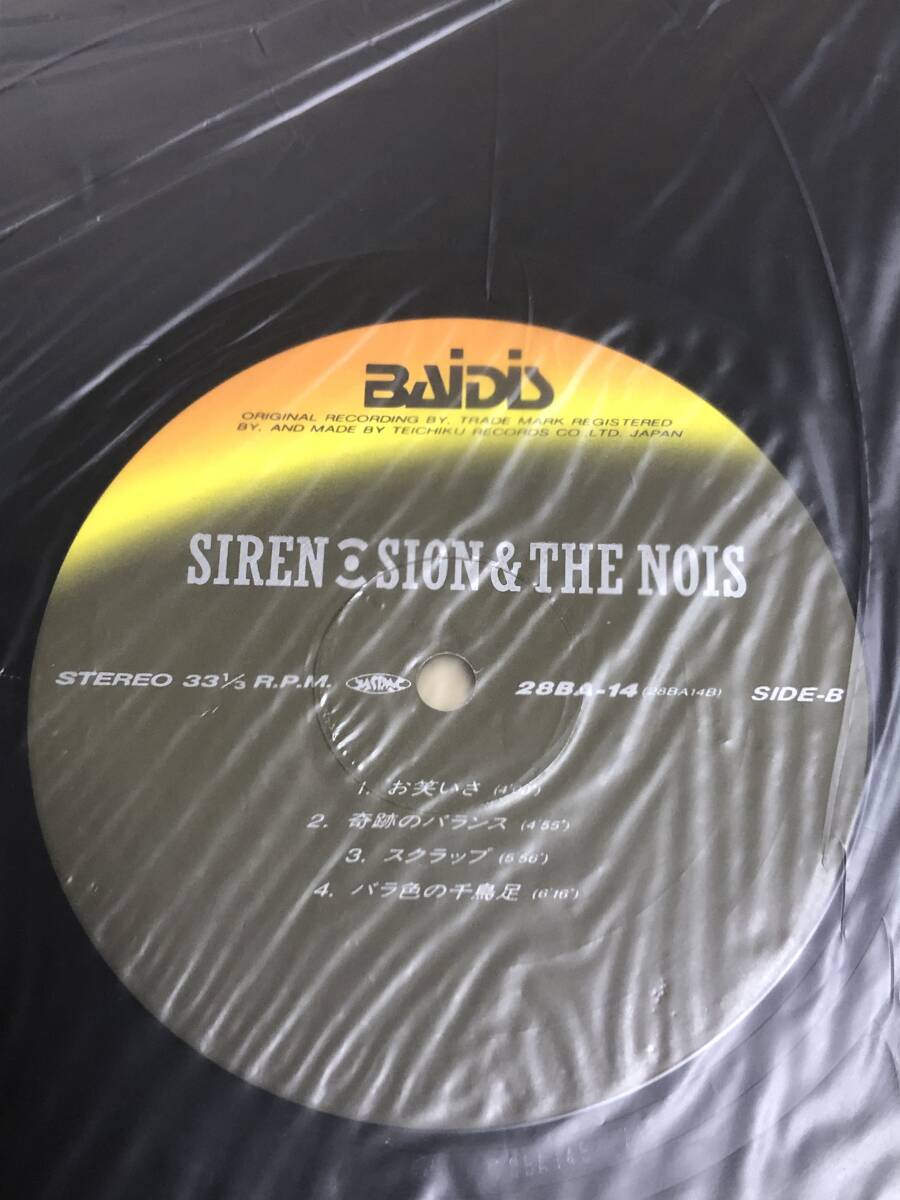 BAiDiS
ORIGINAL RECORDING BY. TRADE MARK REGISTERED
BY. AND MADE BY TEICHIKU RECORDS CO.,LTD. JAPAN
SIREN SION & THE NOIS
STEREO 33⅓ R.P.M. JASRAC 28BA-14 (28BA14B) SIDE-B
1. お笑いさ
2. 奇跡のバランス (4'55")
3. スクラップ (5'56")
4. バラ色の千鳥足 (6'16")